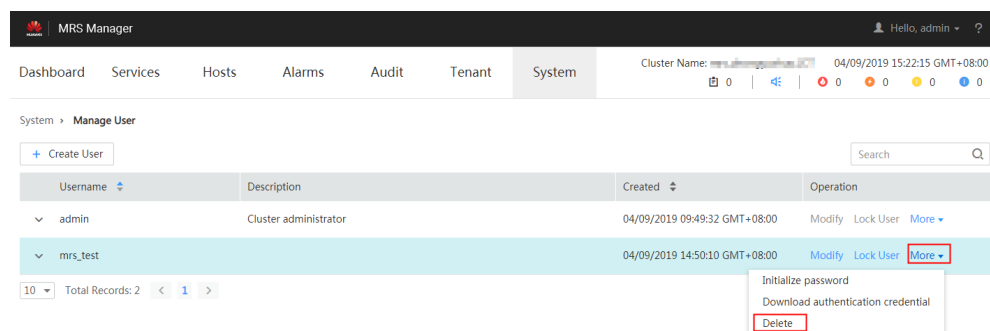 HUAWEI MRS Manager Hello, admin ?
Dashboard Services Hosts Alarms Audit Tenant System
Cluster Name: 04/09/2019 15:22:15 GMT+08:00
0 0 0 0 0
System > Manage User
+ Create User Search
Username Description Created Operation
admin Cluster administrator 04/09/2019 09:49:32 GMT+08:00 Modify Lock User More
mrs_test 04/09/2019 14:50:10 GMT+08:00 Modify Lock User More
10 Total Records: 2 < 1 >
Initialize password
Download authentication credential
Delete